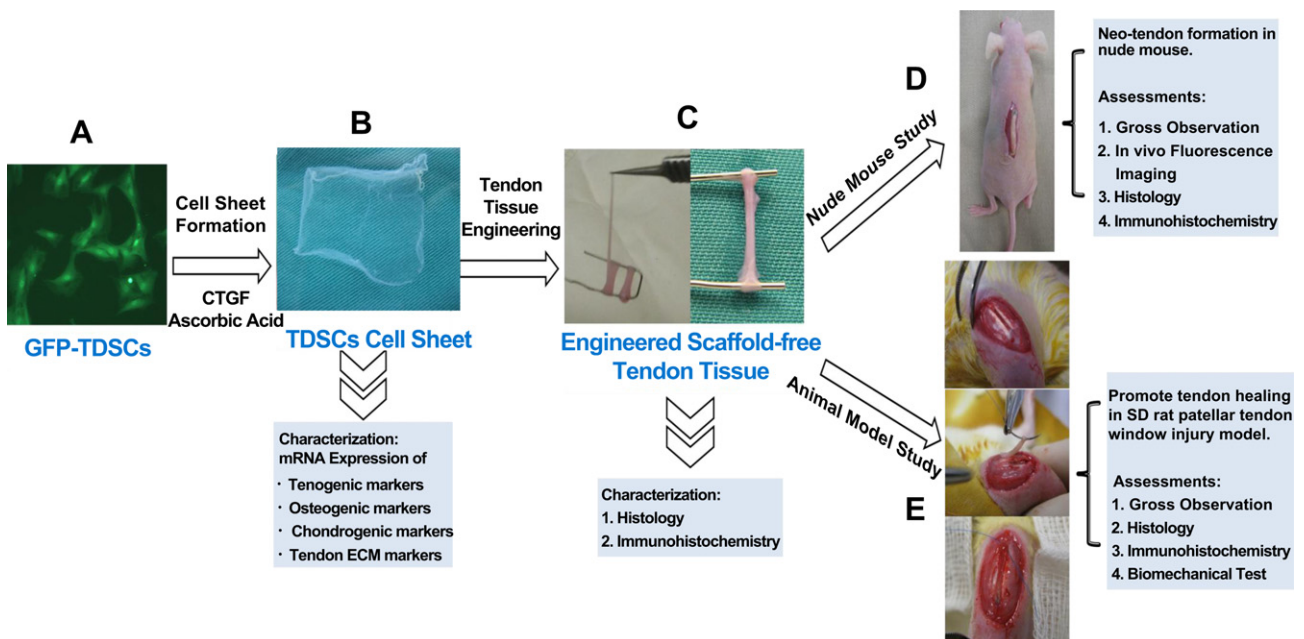 A
GFP-TDSCs
Cell Sheet
Formation
CTGF
Ascorbic Acid
B
TDSCs Cell Sheet
Characterization:
mRNA Expression of
· Tenogenic markers
· Osteogenic markers
· Chondrogenic markers
· Tendon ECM markers
Tendon
Tissue
Engineering
C
Engineered Scaffold-free
Tendon Tissue
Characterization:
1. Histology
2. Immunohistochemistry
Nude Mouse Study
D
Neo-tendon formation in
nude mouse.
Assessments:
1. Gross Observation
2. In vivo Fluorescence
Imaging
3. Histology
4. Immunohistochemistry
Animal Model Study
E
Promote tendon healing
in SD rat patellar tendon
window injury model.
Assessments:
1. Gross Observation
2. Histology
3. Immunohistochemistry
4. Biomechanical Test